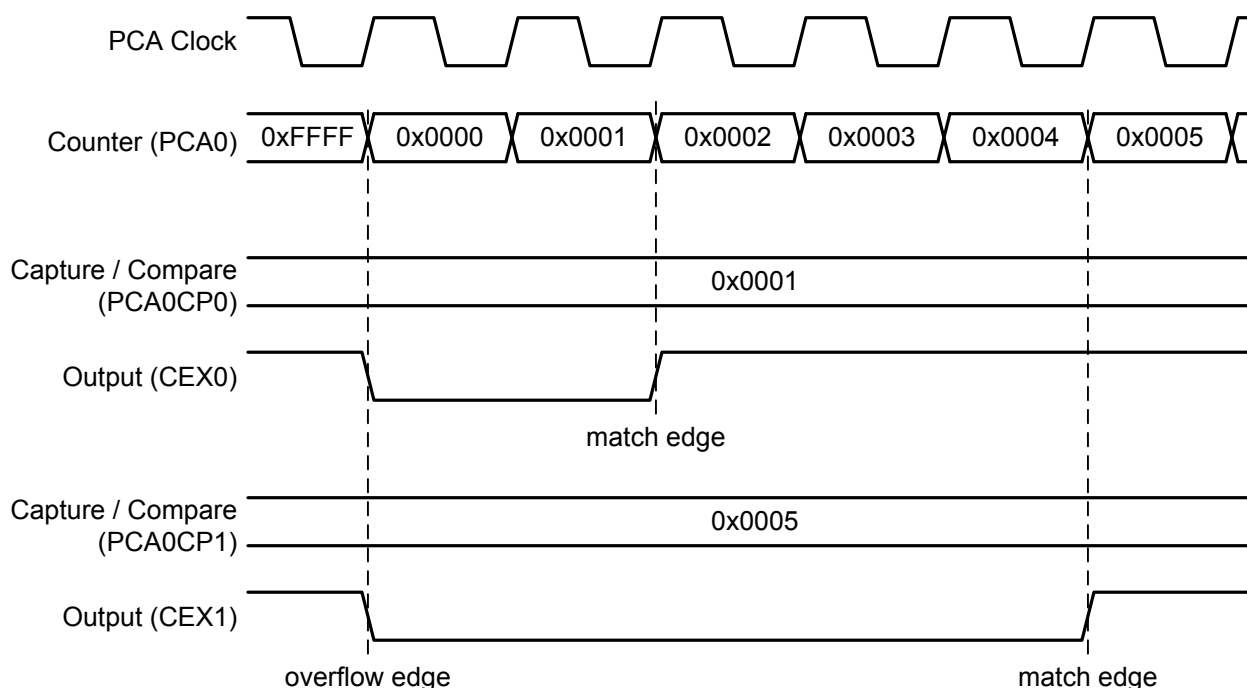 PCA Clock
Counter (PCA0)
0xFFFF 0x0000 0x0001 0x0002 0x0003 0x0004 0x0005
Capture / Compare
(PCA0CP0)
0x0001
Output (CEX0)
match edge
Capture / Compare
(PCA0CP1)
0x0005
Output (CEX1)
overflow edge
match edge